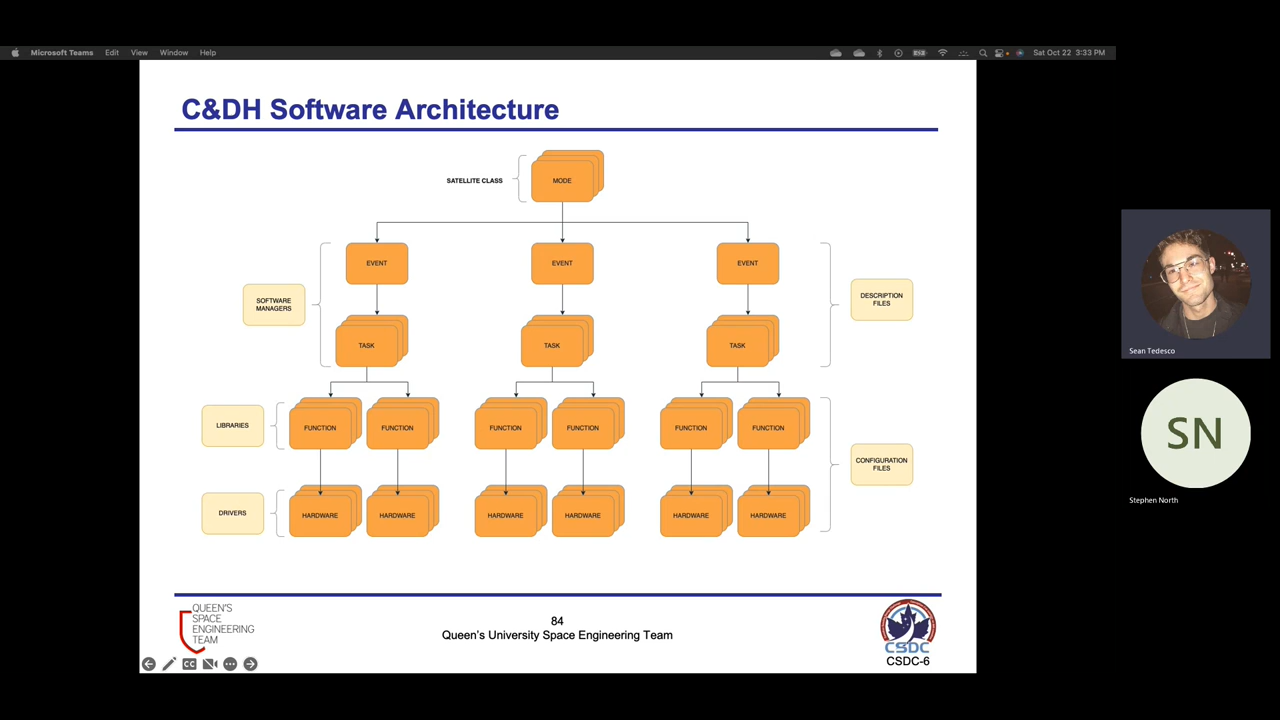 Microsoft Teams Edit View Window Help Sat Oct 22 3:33 PM
C&DH Software Architecture
SATELLITE CLASS
MODE
EVENT EVENT EVENT
SOFTWARE
MANAGERS
DESCRIPTION
FILES
TASK TASK TASK
LIBRARIES
FUNCTION FUNCTION FUNCTION FUNCTION FUNCTION FUNCTION
CONFIGURATION
FILES
DRIVERS
HARDWARE HARDWARE HARDWARE HARDWARE HARDWARE HARDWARE
QUEEN'S
SPACE
ENGINEERING
TEAM
84
Queen's University Space Engineering Team
CSDC
CSDC-6
CC
Sean Tedesco
SN
Stephen North